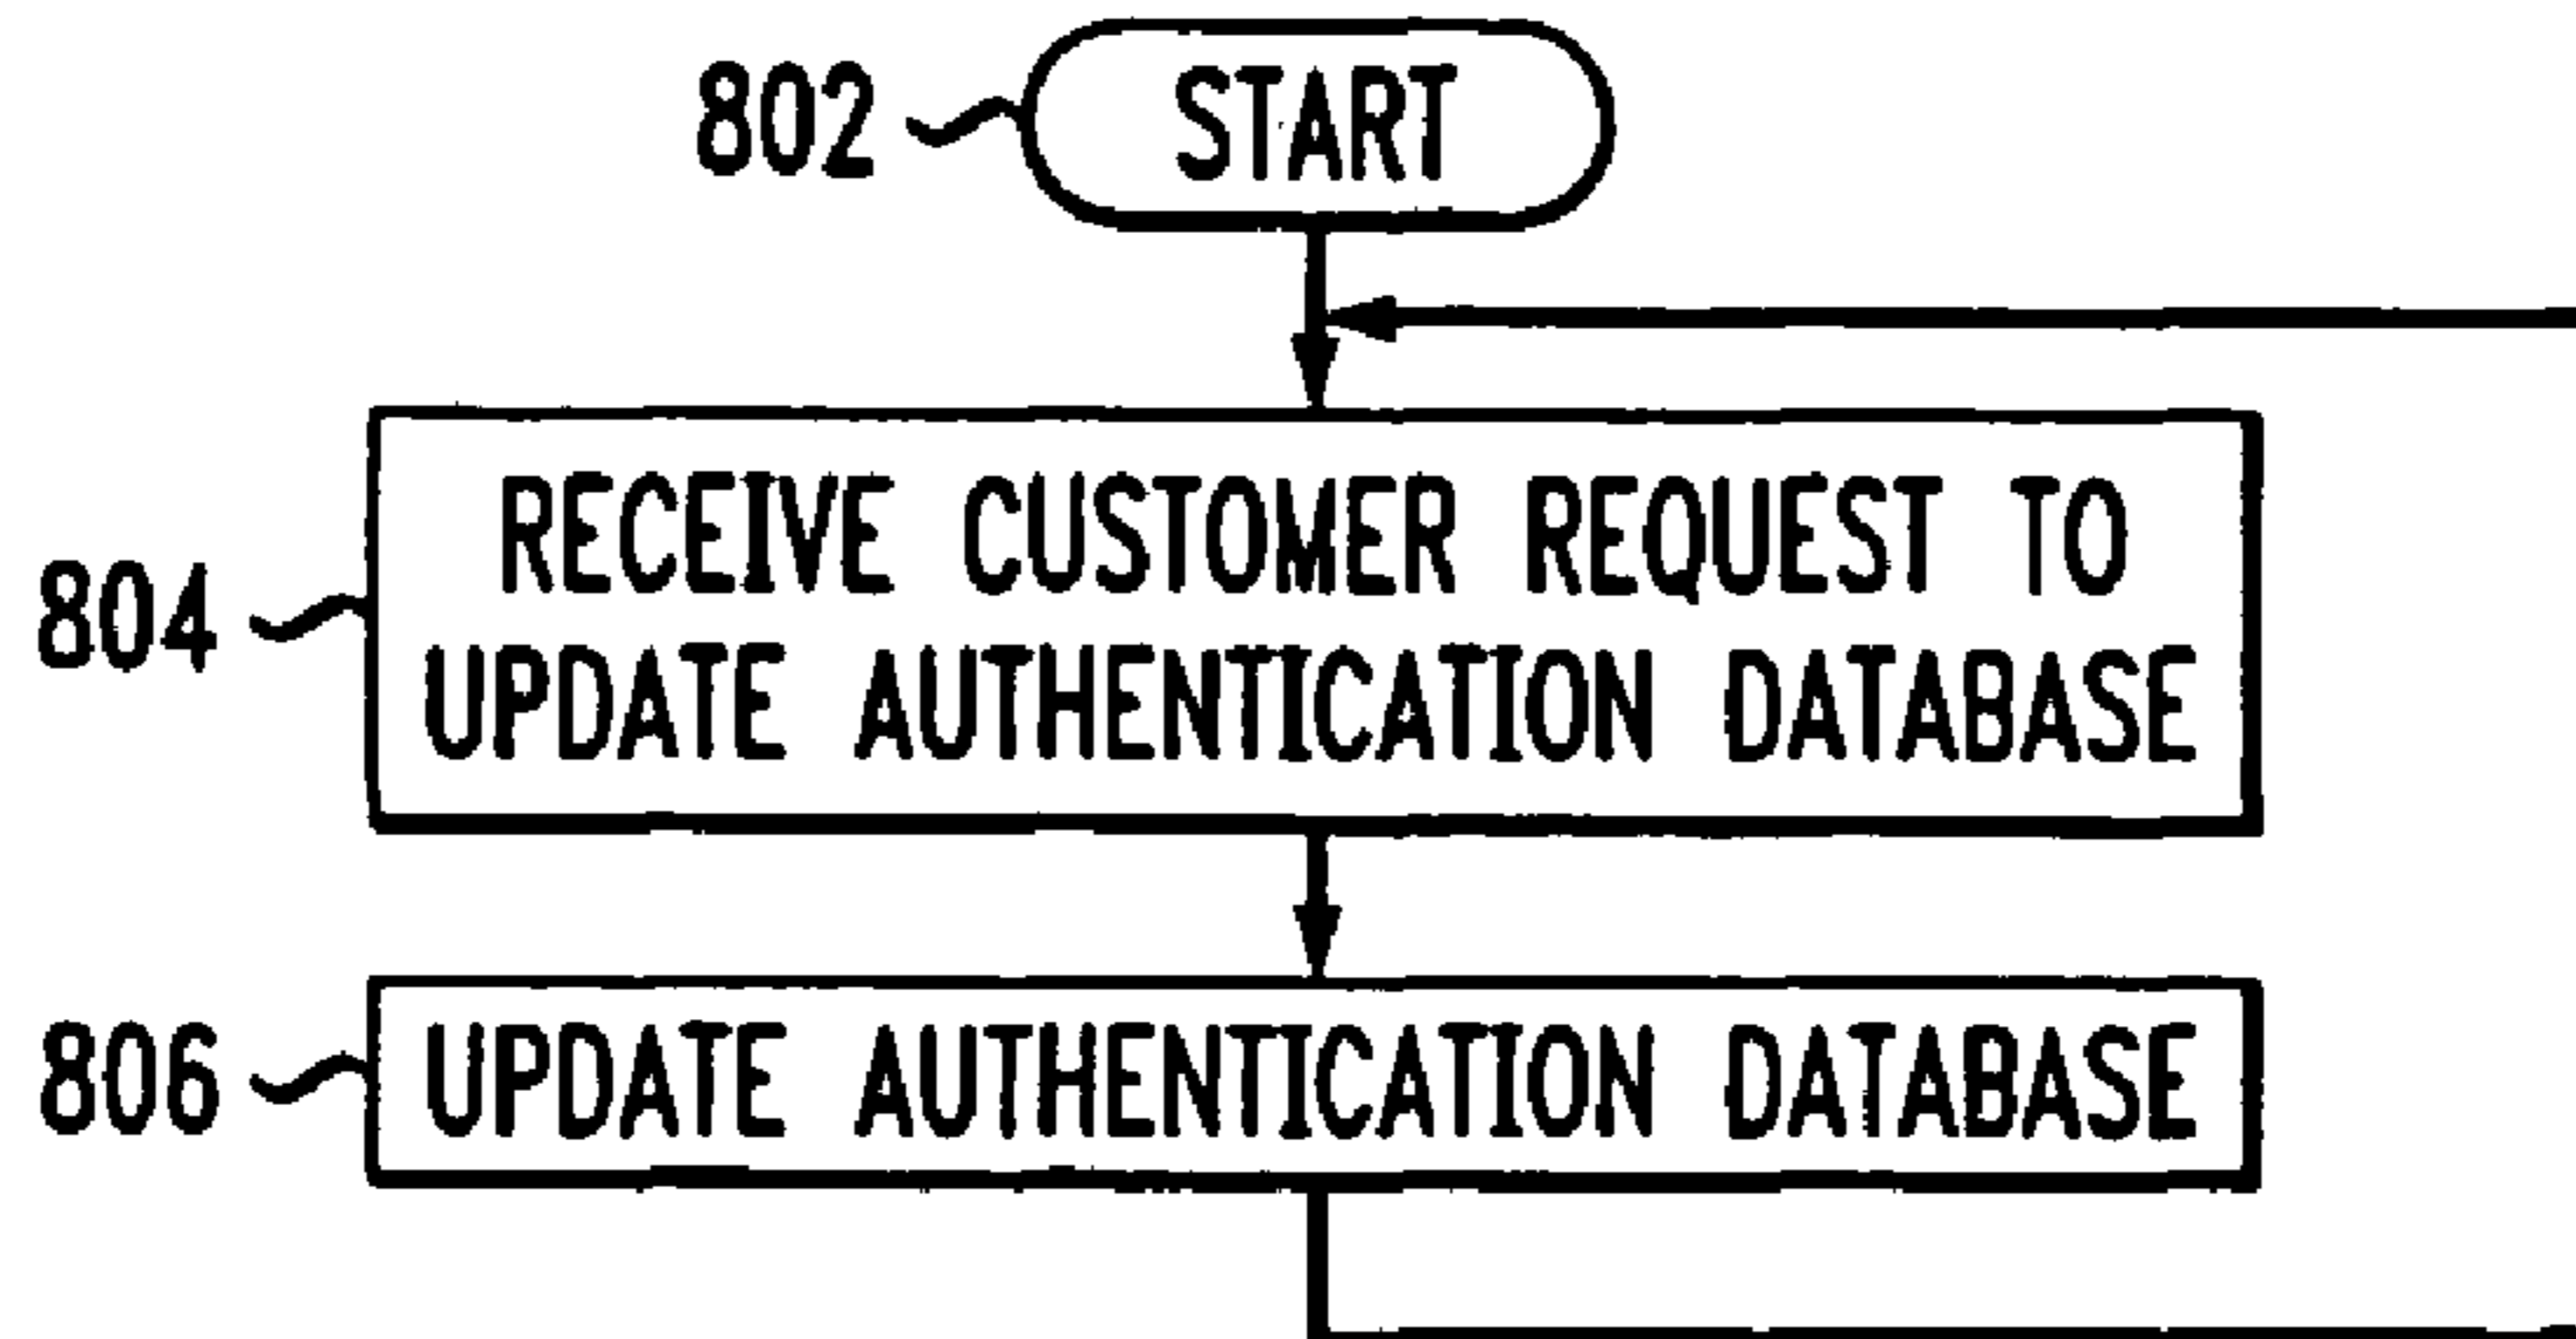 802 START
RECEIVE CUSTOMER REQUEST TO
804
UPDATE AUTHENTICATION DATABASE
806 UPDATE AUTHENTICATION DATABASE